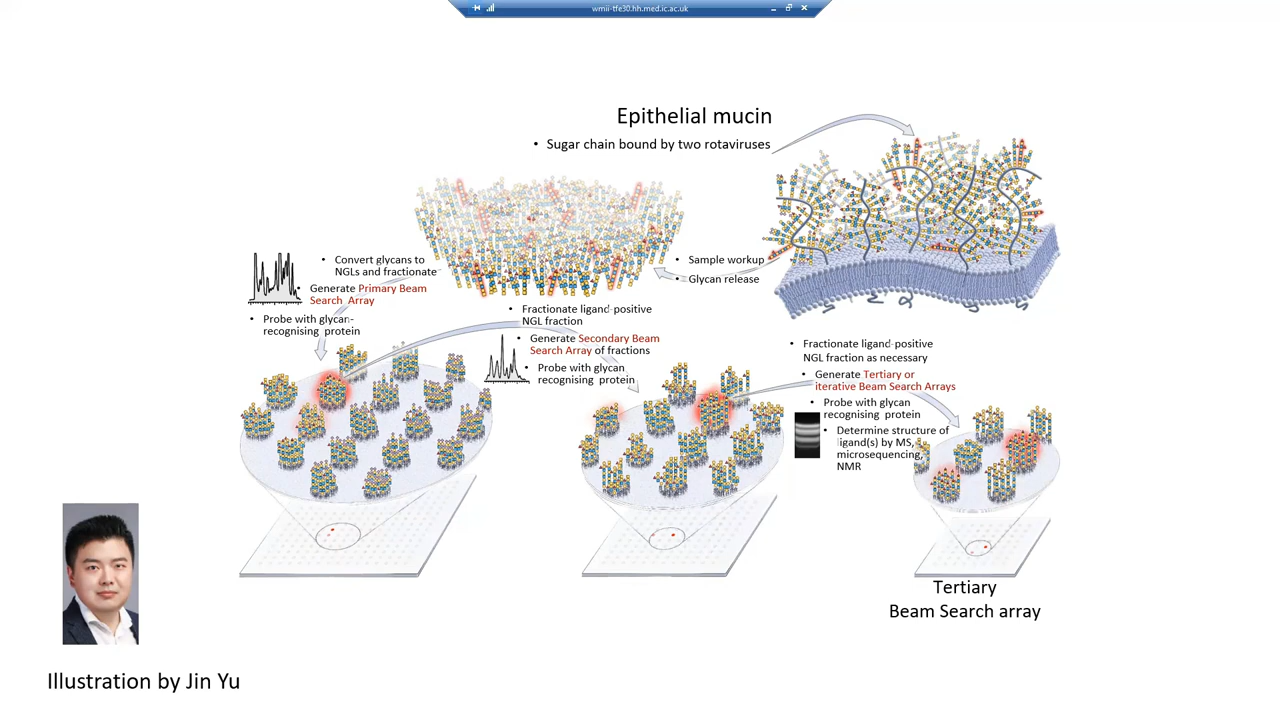 wmii-tfe30.hh.med.ic.ac.uk
Epithelial mucin
• Sugar chain bound by two rotaviruses
• Sample workup
• Glycan release
• Convert glycans to
NGLs and fractionate
• Generate Primary Beam
Search Array
• Probe with glycan-
recognising protein
• Fractionate ligand-positive
NGL fraction
• Generate Secondary Beam
Search Array of fractions
• Probe with glycan
recognising protein
• Fractionate ligand-positive
NGL fraction as necessary
• Generate Tertiary or
iterative Beam Search Arrays
• Probe with glycan
recognising protein
• Determine structure of
ligand(s) by MS,
microsequencing,
NMR
Tertiary
Beam Search array
Illustration by Jin Yu